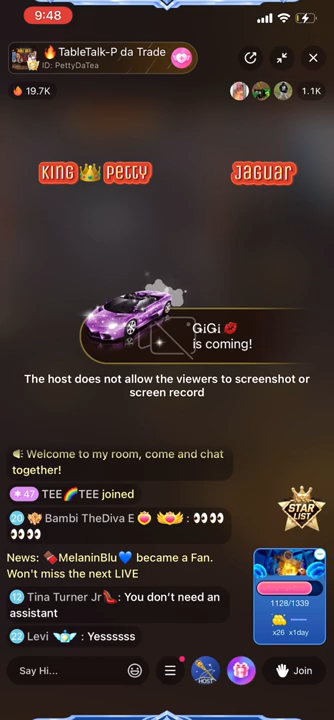 9:48
🔥TableTalk-P da Trade
ID: PettyDaTea
🔥 19.7K
1.1K
KING👑PETTY
JAGUAR
GiGi💋
is coming!
The host does not allow the viewers to screenshot or
screen record
Welcome to my room, come and chat
together!
47 TEE🌈TEE joined
20 Bambi TheDiva E : 👀👀👀
👀👀
News: 🍫MelaninBlu💙 became a Fan.
Won't miss the next LIVE
12 Tina Turner Jr👠: You don't need an
assistant
22 Levi : Yessssss
STAR
LIST
1128/1339
x26 x1day
Say Hi...
HOST
Join